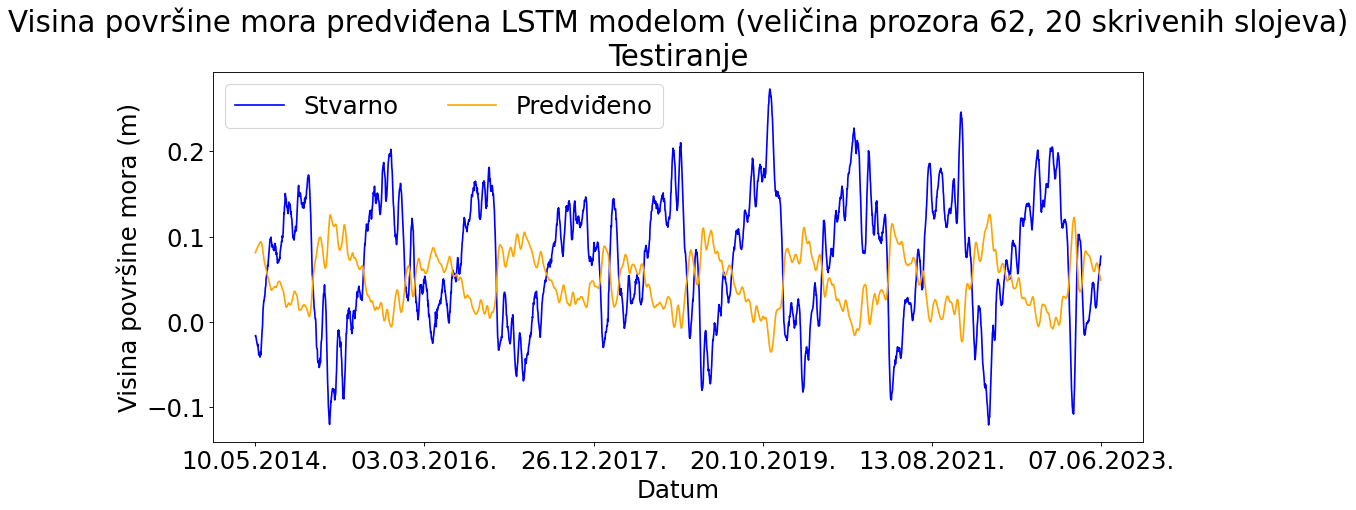 Visina površine mora predviđena LSTM modelom (veličina prozora 62, 20 skrivenih slojeva)
Testiranje
Stvarno Predviđeno
Visina površine mora (m)
0.2
0.1
0.0
−0.1
10.05.2014. 03.03.2016. 26.12.2017. 20.10.2019. 13.08.2021. 07.06.2023.
Datum